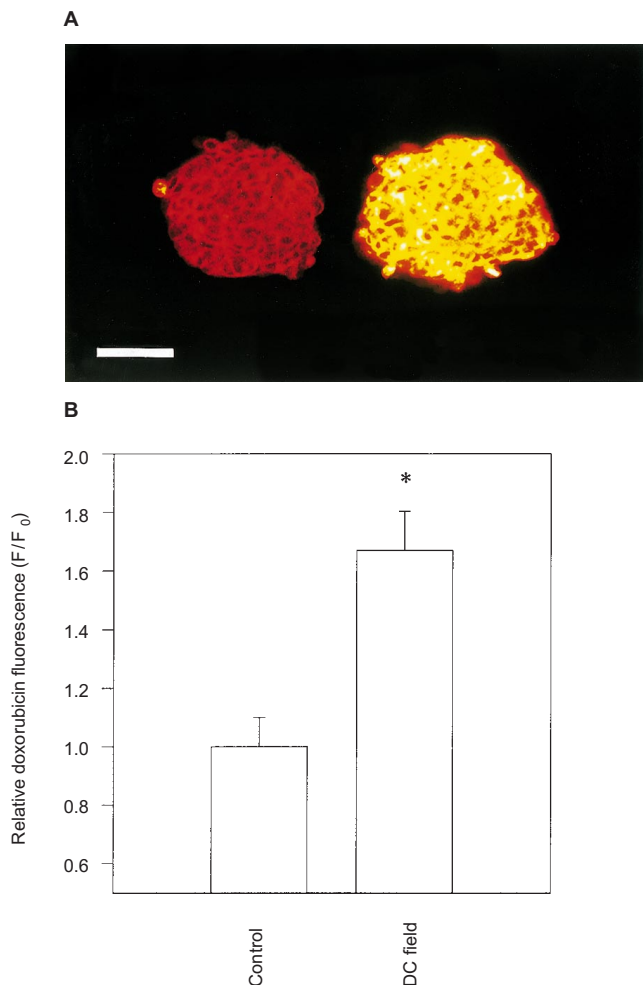 A
B
Relative doxorubicin fluorescence (F/F0)
2.0
1.8
1.6
1.4
1.2
1.0
0.8
0.6
*
Control
DC field